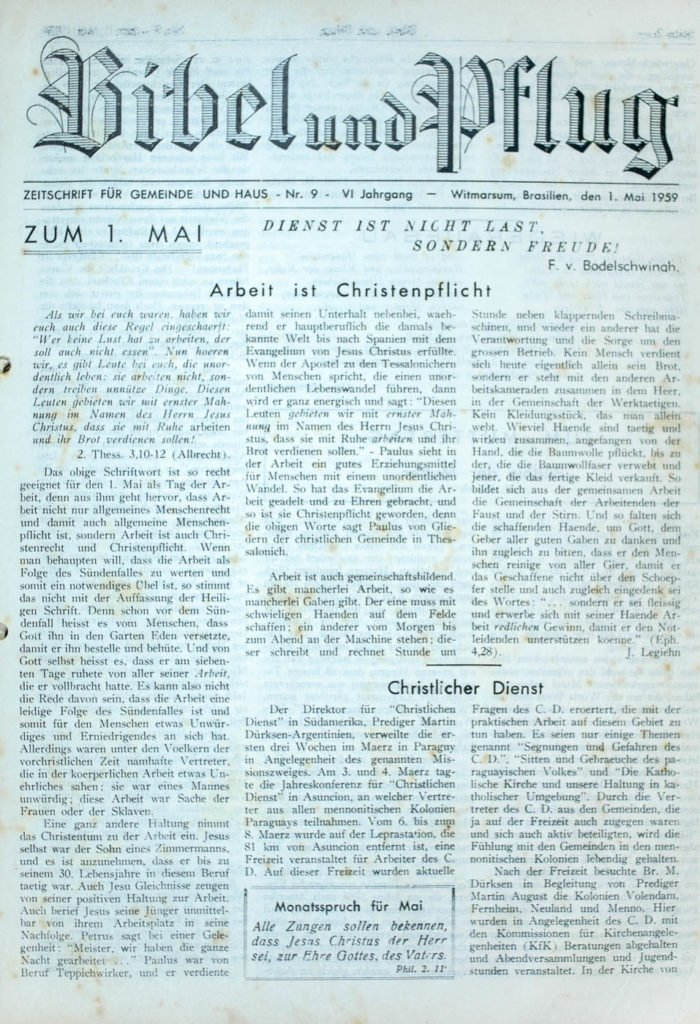 Bibel und Pflug
ZEITSCHRIFT FÜR GEMEINDE UND HAUS - Nr. 9 - VI Jahrgang — Witmarsum, Brasilien, den 1. Mai 1959
ZUM 1. MAI
DIENST IST NICHT LAST,
SONDERN FREUDE!
F. v. Bodelschwingh.
Arbeit ist Christenpflicht
Als wir bei euch waren, haben wir
euch auch diese Regel eingeschaerft:
"Wer keine Lust hat zu arbeiten, der
soll auch nicht essen". Nun hoeren
wir, es gibt Leute bei euch, die unor-
dentlich leben: sie arbeiten nicht, son-
dern treiben unnütze Dinge. Diesen
Leuten gebieten wir mit ernster Mah-
nung im Namen des Herrn Jesus
Christus, dass sie mit Ruhe arbeiten
und ihr Brot verdienen sollen!
2. Thess. 3,10-12 (Albrecht).
Das obige Schriftwort ist so recht
geeignet für den 1. Mai als Tag der Ar-
beit, denn aus ihm geht hervor, dass Ar-
beit nicht nur allgemeines Menschenrecht
und damit auch allgemeine Menschen-
pflicht ist, sondern Arbeit ist auch Chri-
stenrecht und Christenpflicht. Wenn
man behaupten will, dass die Arbeit als
Folge des Sündenfalles zu werten und
somit ein notwendiges Übel ist, so stimmt
das nicht mit der Auffassung der Heili-
gen Schrift. Denn schon vor dem Sün-
denfall heisst es vom Menschen, dass
Gott ihn in den Garten Eden versetzte,
damit er ihn bestelle und behüte. Und von
Gott selbst heisst es, dass er am sieben-
ten Tage ruhete von aller seiner Arbeit,
die er vollbracht hatte. Es kann also nicht
die Rede davon sein, dass die Arbeit eine
leidige Folge des Sündenfalles ist und
somit für den Menschen etwas Unwür-
diges und Erniedrigendes an sich hat.
Allerdings waren unter den Voelkern der
vorchristlichen Zeit namhafte Vertreter,
die in der koerperlichen Arbeit etwas Un-
ehrliches sahen; sie war eines Mannes
unwürdig; diese Arbeit war Sache der
Frauen oder der Sklaven.
Eine ganz andere Haltung nimmt
das Christentum zu der Arbeit ein. Jesus
selbst war der Sohn eines Zimmermanns,
und es ist anzunehmen, dass er bis zu
seinem 30. Lebensjahre in diesem Beruf
taetig war. Auch Jesu Gleichnisse zeugen
von seiner positiven Haltung zur Arbeit.
Auch berief Jesus seine Jünger unmittel-
bar von ihrem Arbeitsplatz in seine
Nachfolge. Petrus sagt bei einer Gele-
genheit: "Meister, wir haben die ganze
Nacht gearbeitet ..." Paulus war von
Beruf Teppichwirker, und er verdiente
damit seinen Unterhalt nebenbei, waeh-
rend er hauptberuflich die damals be-
kannte Welt bis nach Spanien mit dem
Evangelium von Jesus Christus erfüllte.
Wenn der Apostel zu den Tessalonichern
von Menschen spricht, die einen unor-
dentlichen Lebenswandel führen, dann
wird er ganz energisch und sagt: "Diesen
Leuten gebieten wir mit ernster Mah-
nung im Namen des Herrn Jesus Chri-
stus, dass sie mit Ruhe arbeiten und ihr
Brot verdienen sollen." - Paulus sieht in
der Arbeit ein gutes Erziehungsmittel
für Menschen mit einem unordentlichen
Wandel. So hat das Evangelium die Ar-
beit geadelt und zu Ehren gebracht, und
so ist sie Christenpflicht geworden, denn
die obigen Worte sagt Paulus von Glie-
dern der christlichen Gemeinde in Thes-
salonich.
Arbeit ist auch gemeinschaftsbildend.
Es gibt mancherlei Arbeit, so wie es
mancherlei Gaben gibt. Der eine muss mit
schwieligen Haenden auf dem Felde
schaffen; ein anderer vom Morgen bis
zum Abend an der Maschine stehen; die-
ser schreibt und rechnet Stunde um
Stunde neben klappernden Schreibma-
schinen, und wieder ein anderer hat die
Verantwortung und die Sorge um den
grossen Betrieb. Kein Mensch verdient
sich heute eigentlich allein sein Brot,
sondern er steht mit den anderen Ar-
beitskameraden zusammen in dem Heer,
in der Gemeinschaft der Werktaetigen.
Kein Kleidungsstück, das man allein
webt. Wieviel Haende sind taetig und
wirken zusammen, angefangen von der
Hand, die die Baumwolle pflückt, bis zu
der, die die Baumwollfaser verwebt und
jener, die das fertige Kleid verkauft. So
bildet sich aus der gemeinsamen Arbeit
die Gemeinschaft der Arbeitenden der
Faust und der Stirn. Und so falten sich
die schaffenden Haende, um Gott, dem
Geber aller guten Gaben zu danken und
ihn zugleich zu bitten, dass er den Men-
schen reinige von aller Gier, damit er
das Geschaffene nicht über den Schoep-
fer stelle und auch zugleich eingedenk sei
des Wortes: "... sondern er sei fleissig
und erwerbe sich mit seiner Haende Ar-
beit redlichen Gewinn, damit er den Not-
leidenden unterstützen koenne." (Eph.
4,28). J. Legiehn
Christlicher Dienst
Der Direktor für "Christlichen
Dienst" in Südamerika, Prediger Martin
Dürksen-Argentinien, verweilte die er-
sten drei Wochen im Maerz in Paraguy
in Angelegenheit des genannten Mis-
sionszweiges. Am 3. und 4. Maerz tag-
te die Jahreskonferenz für "Christlichen
Dienst" in Asuncion, an welcher Vertre-
ter aus allen mennonitischen Kolonien
Paraguays teilnahmen. Vom 6. bis zum
8. Maerz wurde auf der Leprastation, die
81 km von Asuncion entfernt ist, eine
Freizeit veranstaltet für Arbeiter des C.
D. Auf dieser Freizeit wurden aktuelle
Monatsspruch für Mai
Alle Zungen sollen bekennen,
dass Jesus Christus der Herr
sei, zur Ehre Gottes, des Vaters.
Phil. 2. 11
Fragen des C. D. eroertert, die mit der
praktischen Arbeit auf diesem Gebiet zu
tun haben. Es seien nur einige Themen
genannt "Segnungen und Gefahren des
C. D.", "Sitten und Gebraeuche des pa-
raguayischen Volkes" und "Die Katho-
lische Kirche und unsere Haltung in ka-
tholischer Umgebung". Durch die Ver-
treter des C. D. aus den Gemeinden, die
ja auf der Freizeit auch zugegen waren
und sich auch aktiv beteiligten, wird die
Fühlung mit den Gemeinden in den men-
nonitischen Kolonien lebendig gehalten.
Nach der Freizeit besuchte Br. M.
Dürksen in Begleitung von Prediger
Martin August die Kolonien Volendam,
Fernheim, Neuland und Menno. Hier
wurden in Angelegenheit des C. D. mit
den Kommissionen für Kirchenangele-
genheiten (KfK) Beratungen abgehalten
und Abendversammlungen und Jugend-
stunden veranstaltet. In der Kirche von